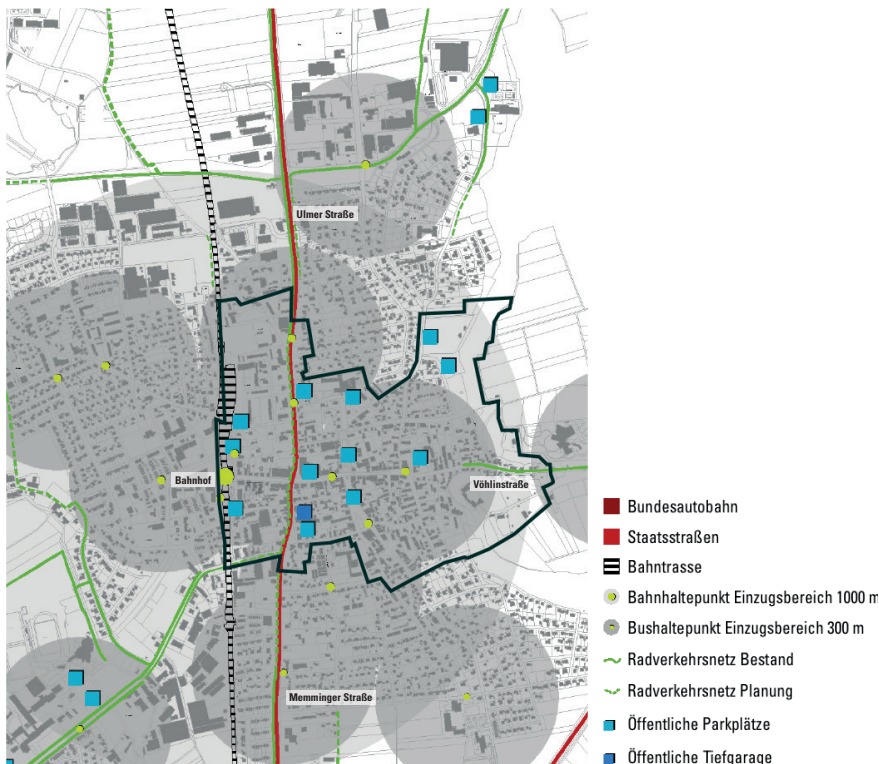 Ulmer Straße
Bahnhof
Vöhlinstraße
Memminger Straße
Bundesautobahn
Staatsstraßen
Bahntrasse
Bahnhaltepunkt Einzugsbereich 1000 m
Bushaltepunkt Einzugsbereich 300 m
Radverkehrsnetz Bestand
Radverkehrsnetz Planung
Öffentliche Parkplätze
Öffentliche Tiefgarage